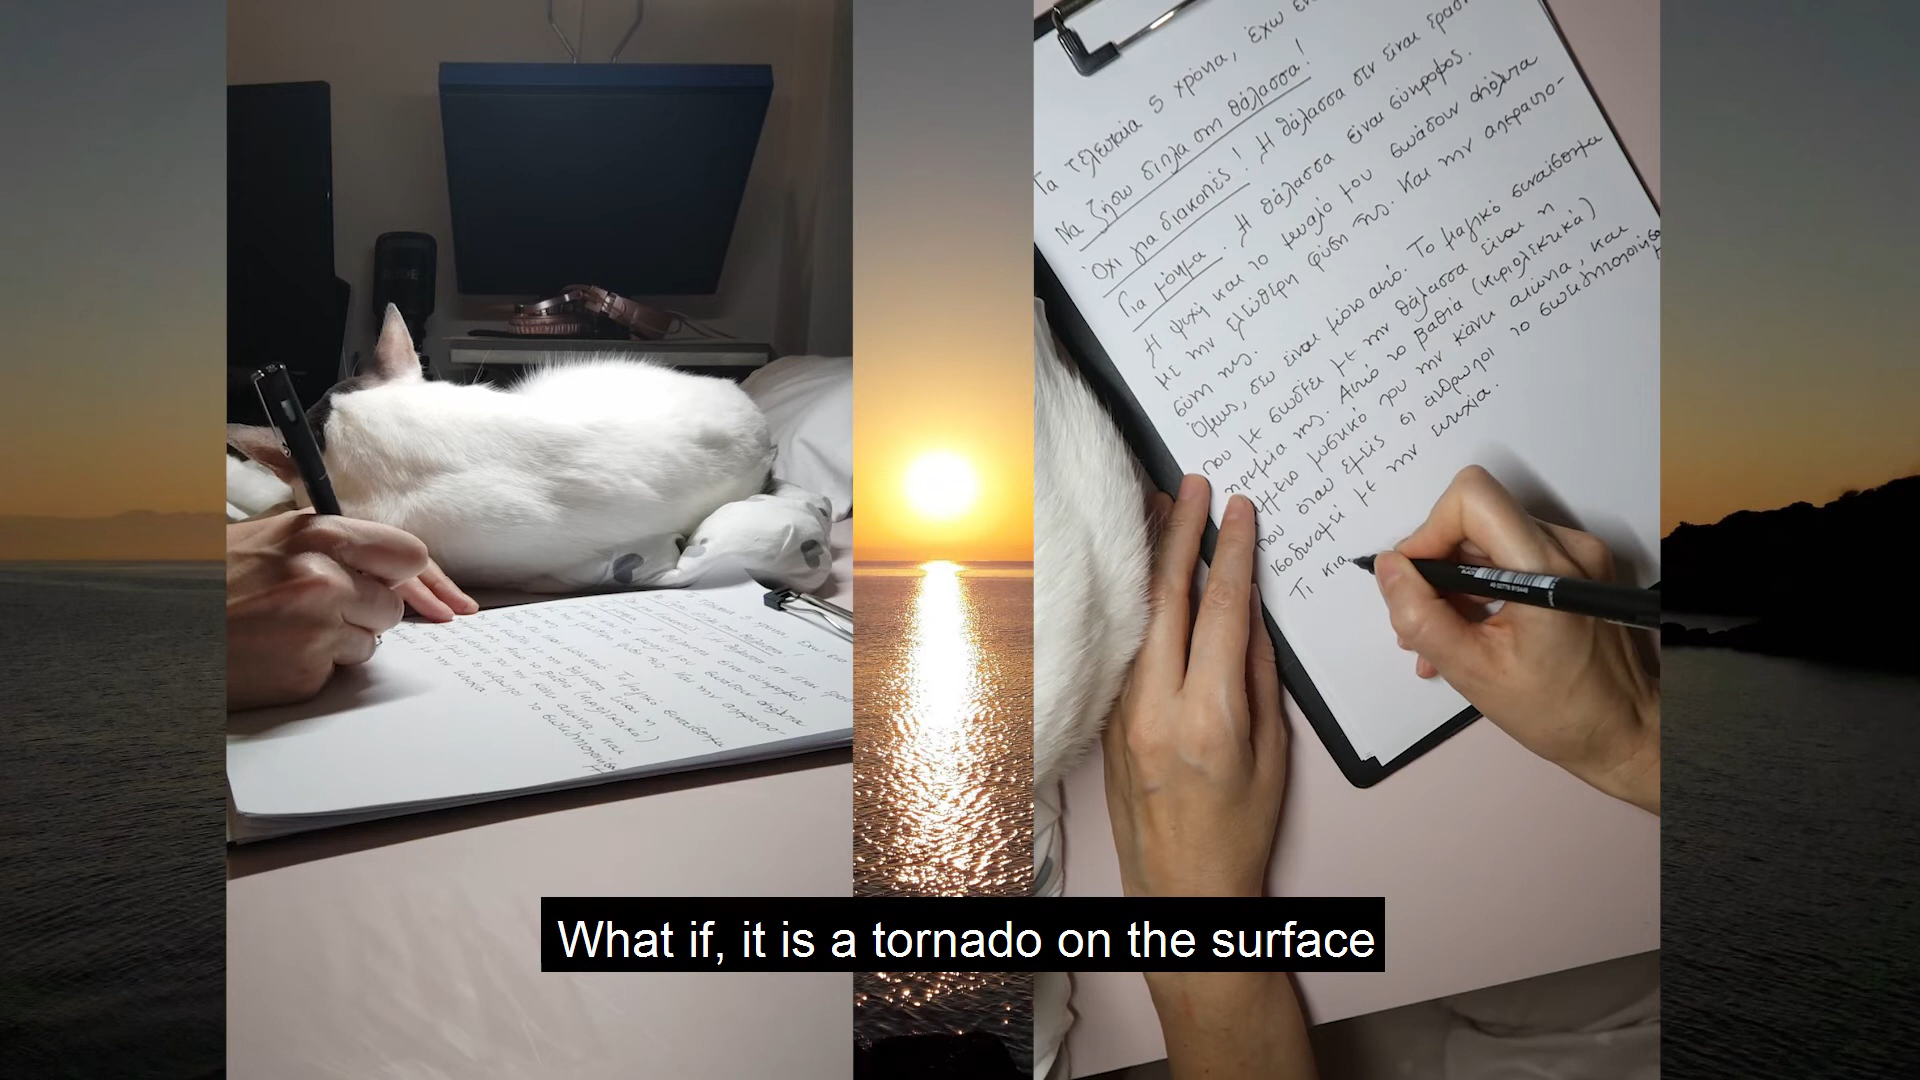 Τα τελευταία 5 χρόνια, έχω
Να ζήσω δίπλα στη θάλασσα!
Όχι για διακοπές! Η θάλασσα δεν είναι
Για μόνιμα. Η θάλασσα είναι σύντροφος.
Η ψυχή και το μυαλό μου συνάδουν απόλυτα
με την ελεύθερη φύση της. Και την απεραντο-
σύνη της.
Όμως, δεν είναι μόνο αυτό. Το μαγικό συναίσθημα
που με συνδέει με την θάλασσα είναι η
ηρεμία της. Αυτό το βαθιά (κυριολεκτικά)
μυστικό που την κάνει αιώνια, και
που όταν εμείς οι άνθρωποι το συνειδητοποιήσο
ισοδυναμεί με την ευτυχία.
Τι κι α
What if, it is a tornado on the surface